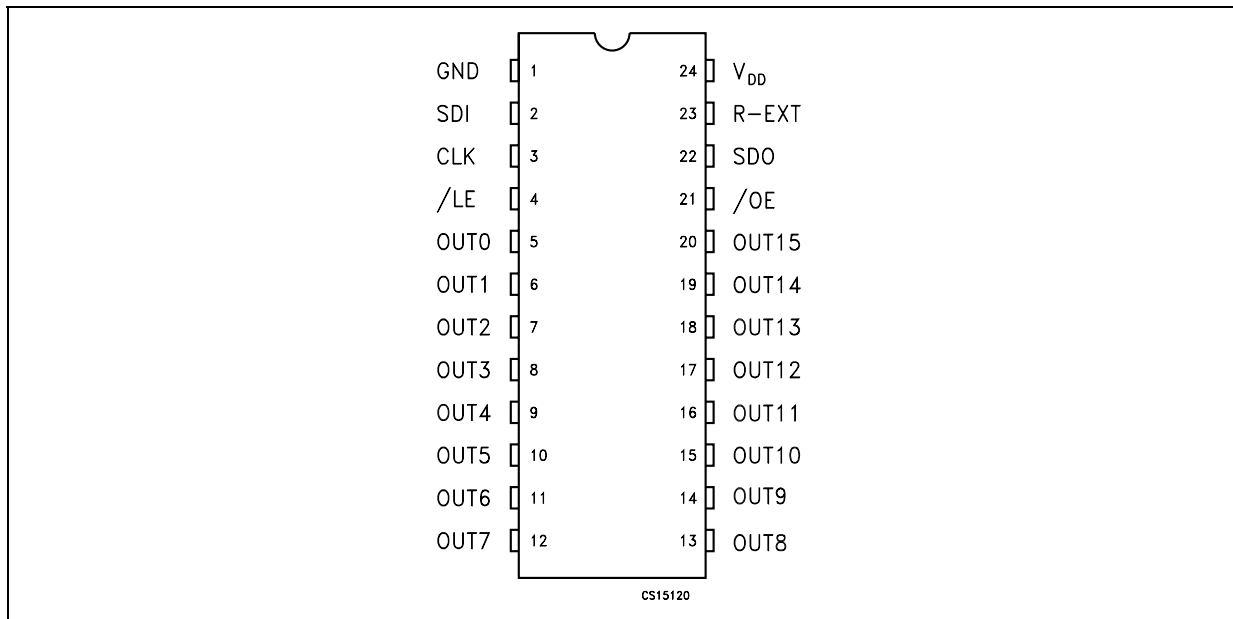 GND 1 24 VDD
SDI 2 23 R-EXT
CLK 3 22 SDO
/LE 4 21 /OE
OUT0 5 20 OUT15
OUT1 6 19 OUT14
OUT2 7 18 OUT13
OUT3 8 17 OUT12
OUT4 9 16 OUT11
OUT5 10 15 OUT10
OUT6 11 14 OUT9
OUT7 12 13 OUT8
CS15120